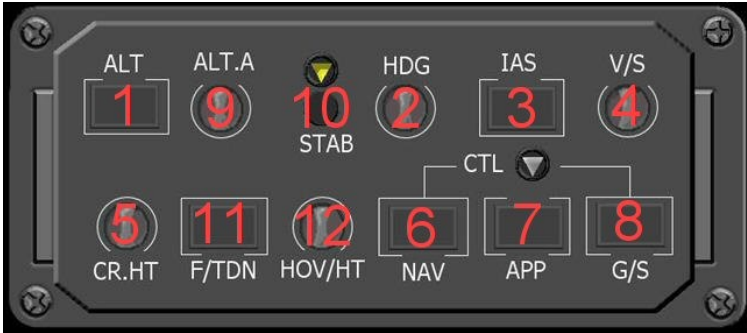 ALT ALT.A HDG IAS V/S
1 9 10 2 3 4
STAB
CTL
5 11 12 6 7 8
CR.HT F/TDN HOV/HT NAV APP G/S